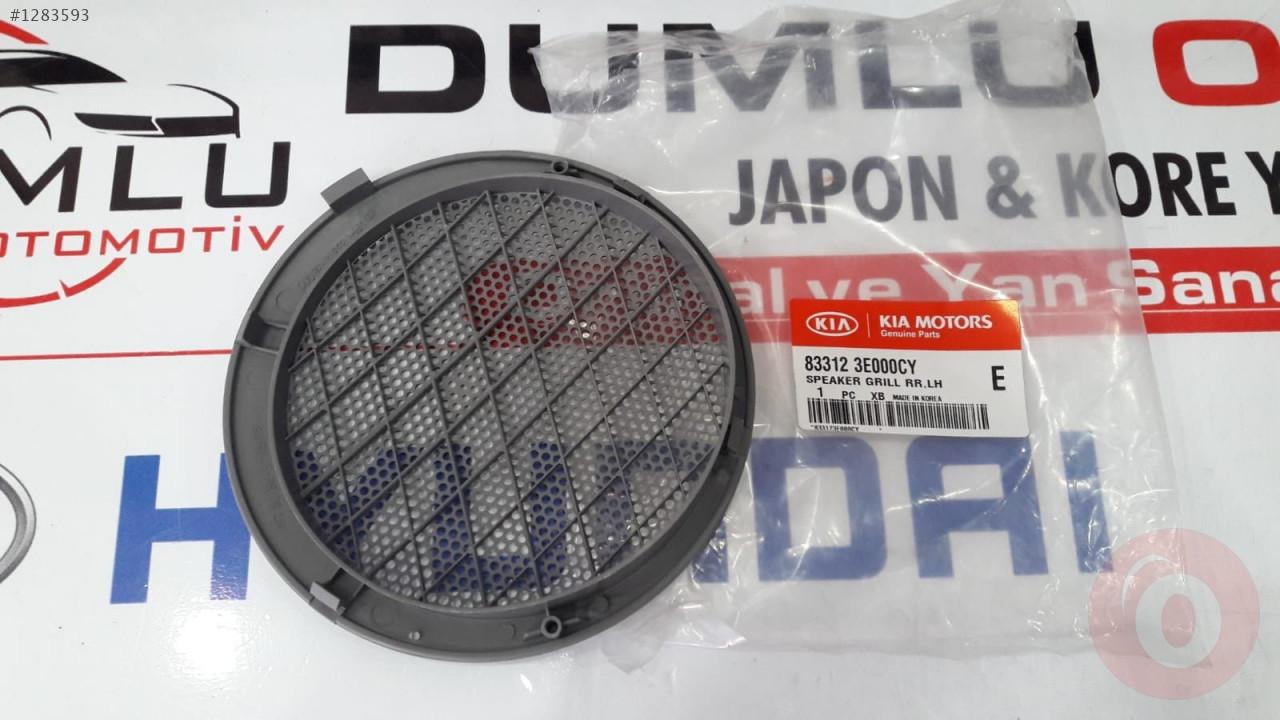 #1283593
DUMLU O
MLU
OTOMOTİV
JAPON & KORE Y
al ve Yan Sana
HYUNDAI
KIA KIA MOTORS
Genuine Parts
83312 3E000CY
SPEAKER GRILL RR,LH
E
1 PC XB MADE IN KOREA